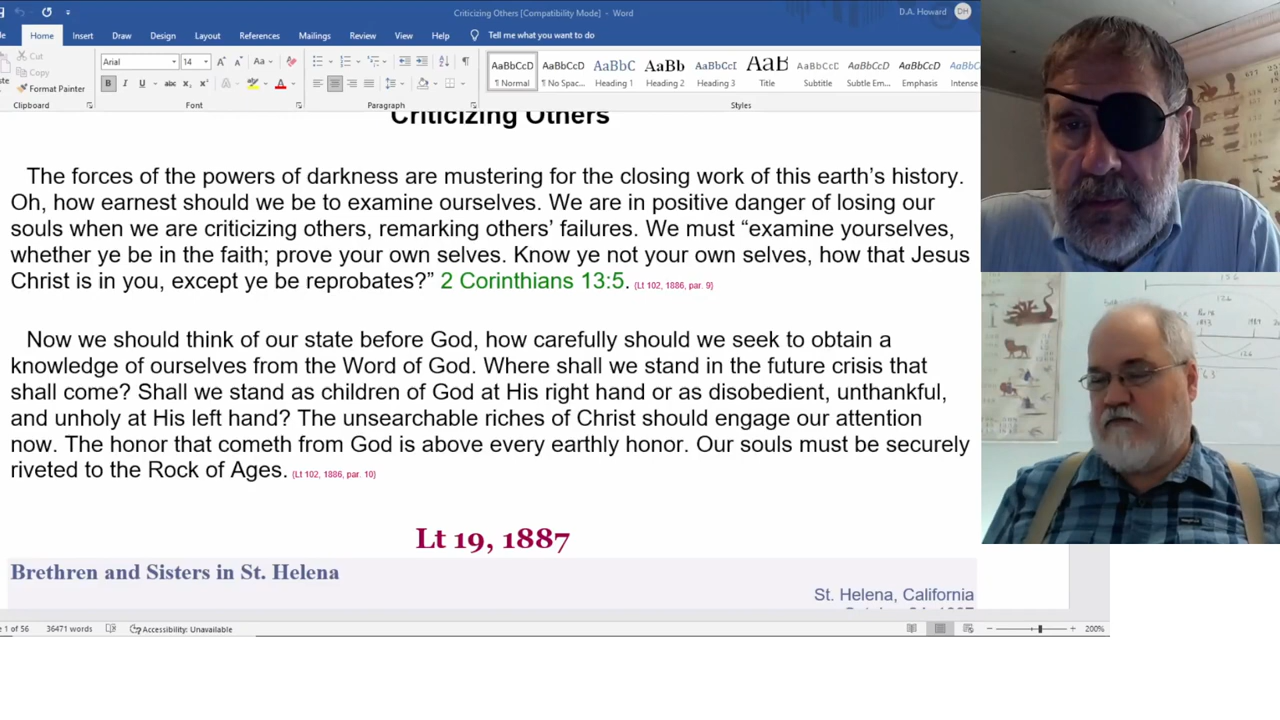 Criticizing Others [Compatibility Mode] - Word
D.A. Howard
DH
Home Insert Draw Design Layout References Mailings Review View Help Tell me what you want to do
Cut
Copy
Format Painter
Clipboard
Arial 14
Font
Paragraph
AaBbCcD AaBbCcD AaBbC AaBb AaBbCcI AaB AaBbCcD AaBbCcD AaBbCcD
¶ Normal ¶ No Spac... Heading 1 Heading 2 Heading 3 Title Subtitle Subtle Em... Emphasis Intense
Styles
Criticizing Others
The forces of the powers of darkness are mustering for the closing work of this earth’s history.
Oh, how earnest should we be to examine ourselves. We are in positive danger of losing our
souls when we are criticizing others, remarking others’ failures. We must “examine yourselves,
whether ye be in the faith; prove your own selves. Know ye not your own selves, how that Jesus
Christ is in you, except ye be reprobates?” 2 Corinthians 13:5. (Lt 102, 1886, par. 9)
Now we should think of our state before God, how carefully should we seek to obtain a
knowledge of ourselves from the Word of God. Where shall we stand in the future crisis that
shall come? Shall we stand as children of God at His right hand or as disobedient, unthankful,
and unholy at His left hand? The unsearchable riches of Christ should engage our attention
now. The honor that cometh from God is above every earthly honor. Our souls must be securely
riveted to the Rock of Ages. (Lt 102, 1886, par. 10)
Lt 19, 1887
Brethren and Sisters in St. Helena
St. Helena, California
1 of 56 36471 words Accessibility: Unavailable 200%